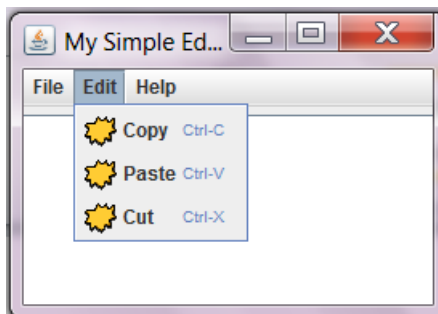 My Simple Ed...
File Edit Help
Copy Ctrl-C
Paste Ctrl-V
Cut Ctrl-X